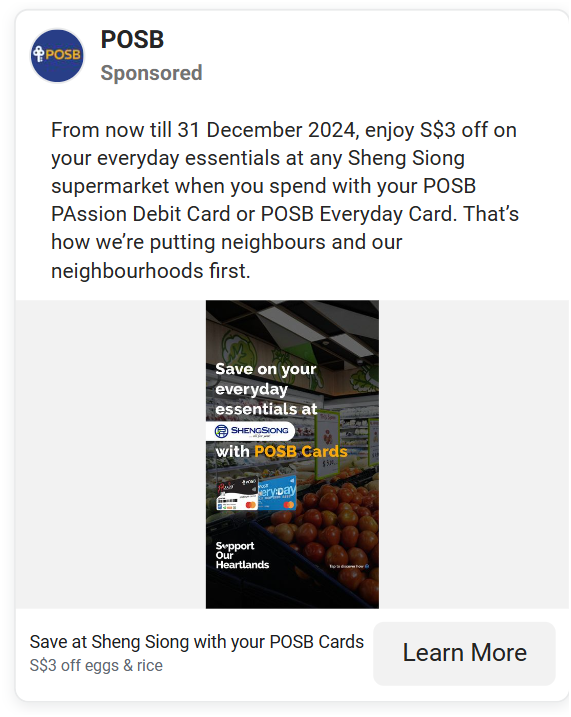 POSB
POSB
Sponsored
From now till 31 December 2024, enjoy S$3 off on
your everyday essentials at any Sheng Siong
supermarket when you spend with your POSB
PAssion Debit Card or POSB Everyday Card. That’s
how we’re putting neighbours and our
neighbourhoods first.
Save on your
everyday
essentials at
SHENGSIONG
with POSB Cards
Support
Our
Heartlands
Tap to discover how
Save at Sheng Siong with your POSB Cards
S$3 off eggs & rice
Learn More